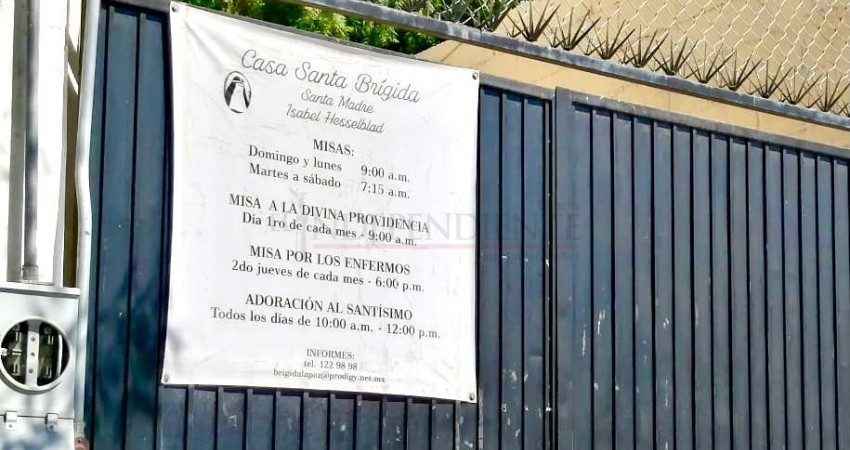 Casa Santa Brígida
Santa Madre
Isabel Hesselblad
MISAS:
Domingo y lunes 9:00 a.m.
Martes a sábado 7:15 a.m.
MISA A LA DIVINA PROVIDENCIA
Día 1ro de cada mes - 9:00 a.m.
MISA POR LOS ENFERMOS
2do jueves de cada mes - 6:00 p.m.
ADORACIÓN AL SANTÍSIMO
Todos los días de 10:00 a.m. - 12:00 p.m.
INFORMES:
tel. 122 98 98
brigidalapaz@prodigy.net.mx
INDEPENDIENTE